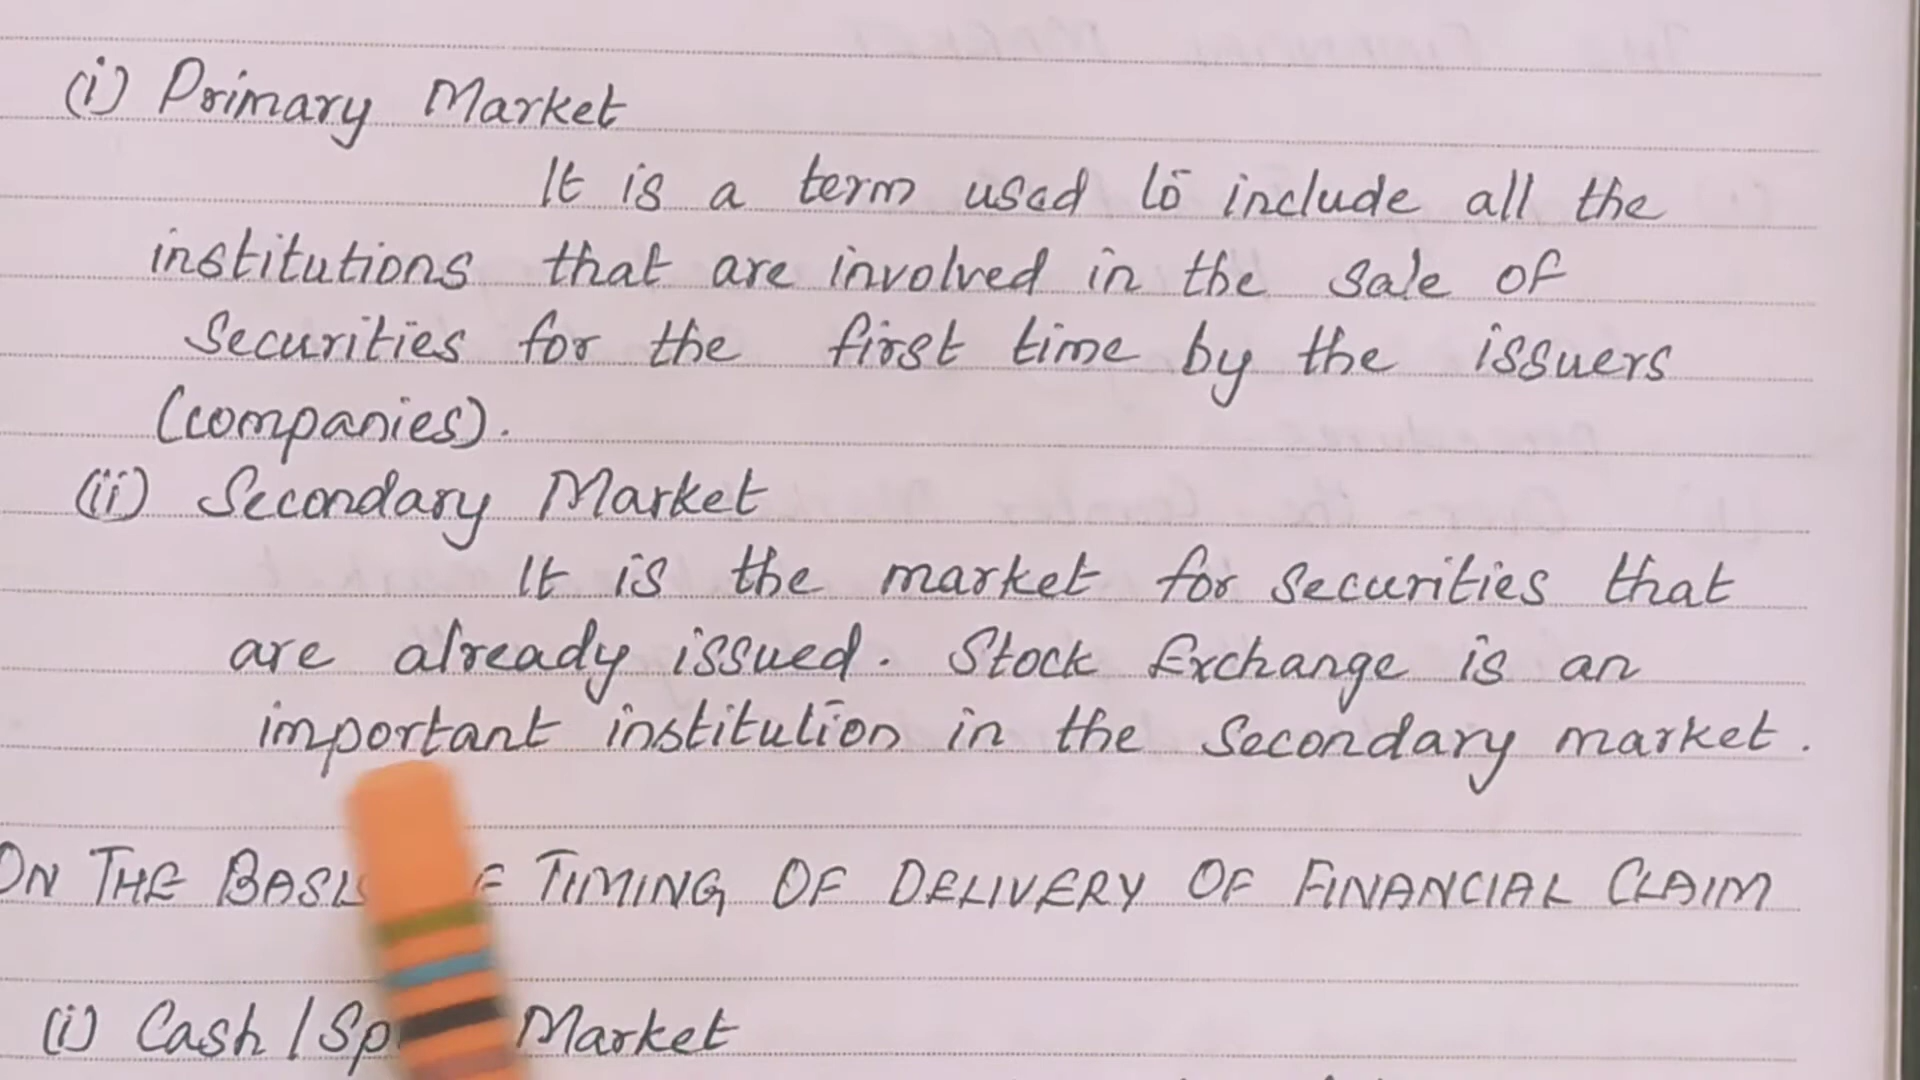 (i) Primary Market
It is a term used to include all the
institutions that are involved in the sale of
Securities for the first time by the issuers
(companies).
(ii) Secondary Market
It is the market for securities that
are already issued. Stock Exchange is an
important institution in the Secondary market.
ON THE TIMING OF DELIVERY OF FINANCIAL CLAIM
(i) Cash / Market